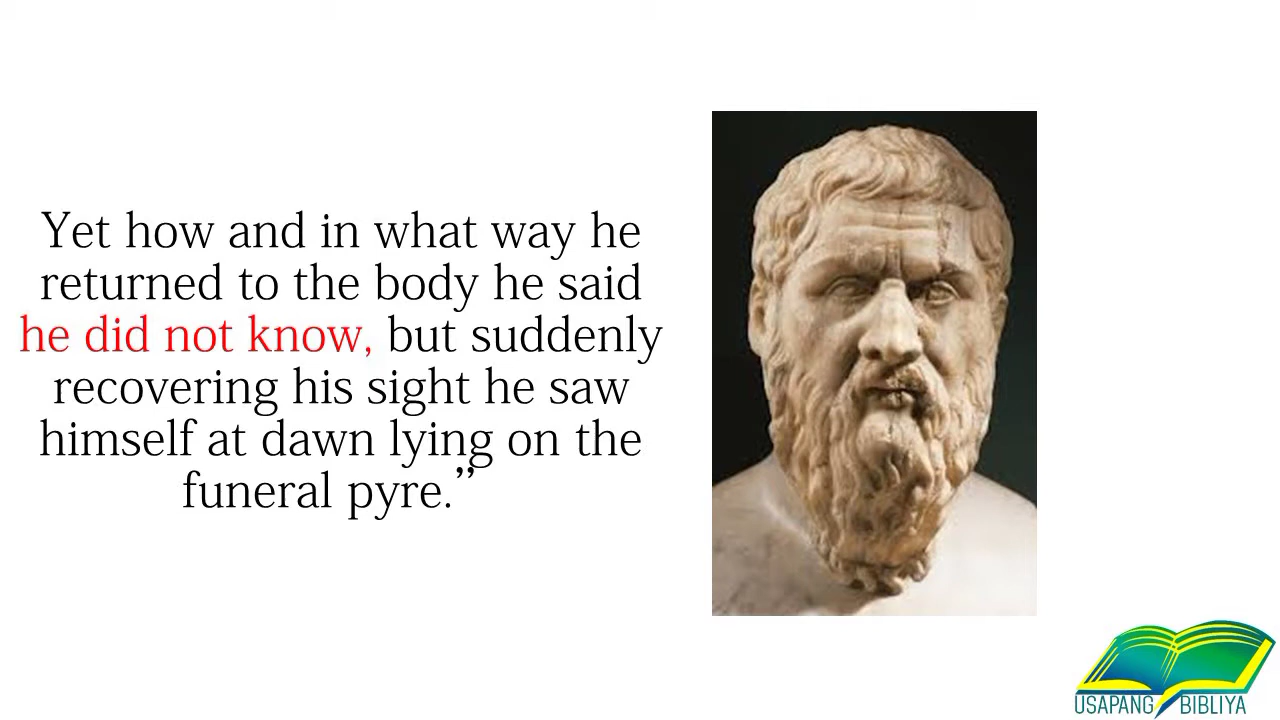 Yet how and in what way he
returned to the body he said
he did not know, but suddenly
recovering his sight he saw
himself at dawn lying on the
funeral pyre.”
USAPANG BIBLIYA